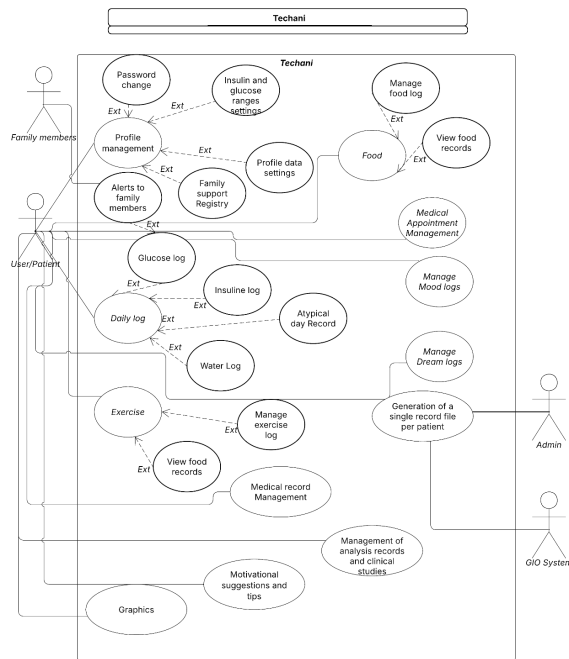 Techani
Techani
Password
change
Insulin and
glucose
ranges
settings
Manage
food log
Ext
Ext
Ext
Family members
Profile
management
Ext
Food
View food
records
Ext
Profile data
settings
Ext
Family
support
Registry
Alerts to
family
members
Ext
Medical
Appointment
Management
User/Patient
Glucose log
Manage
Mood logs
Ext
Insuline log
Ext
Daily log
Ext
Atypical
day Record
Ext
Water Log
Manage
Dream logs
Exercise
Manage
exercise
log
Ext
Generation of a
single record file
per patient
Admin
Ext
View food
records
Medical record
Management
Management of
analysis records
and clinical
studies
GIO System
Motivational
suggestions and
tips
Graphics